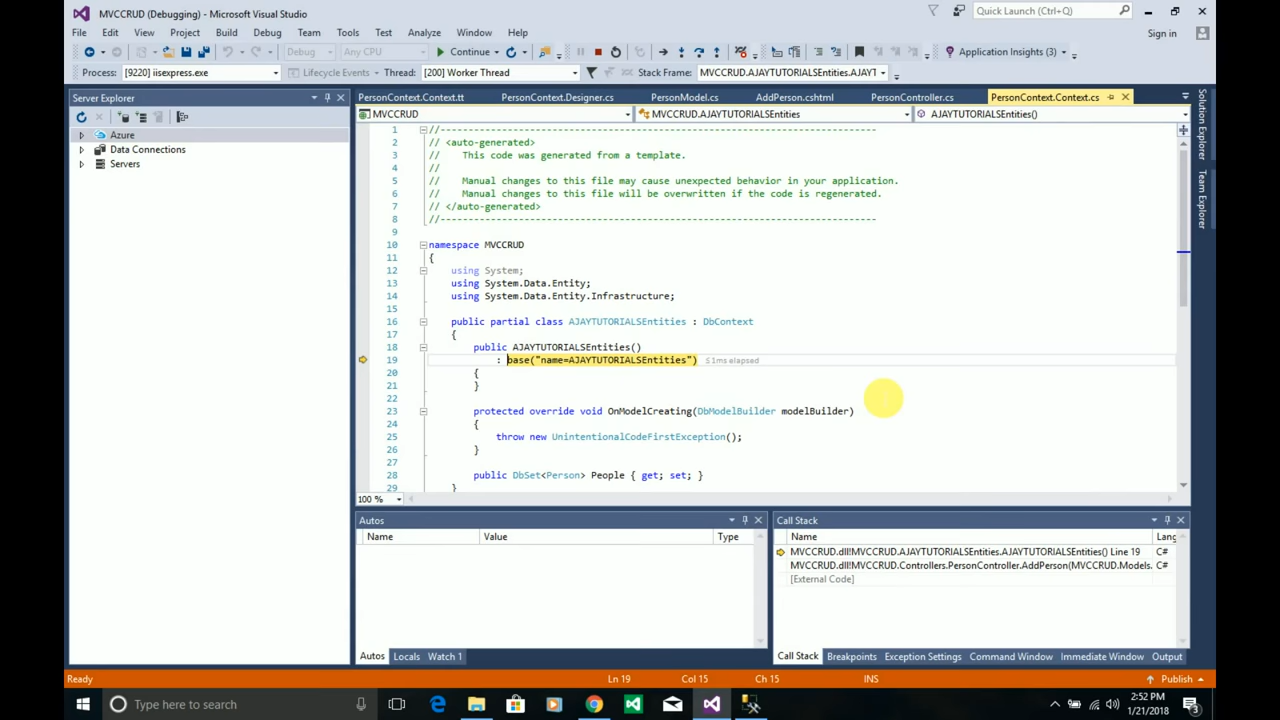 MVCCRUD (Debugging) - Microsoft Visual Studio
Quick Launch (Ctrl+Q)
File Edit View Project Build Debug Team Tools Test Analyze Window Help
Sign in
Debug Any CPU Continue Application Insights (3)
Process: [9220] iisexpress.exe Lifecycle Events Thread: [200] Worker Thread Stack Frame: MVCCRUD.AJAYTUTORIALSEntities.AJAYT
Server Explorer
PersonContext.Context.tt PersonContext.Designer.cs PersonModel.cs AddPerson.cshtml PersonController.cs PersonContext.Context.cs
MVCCRUD MVCCRUD.AJAYTUTORIALSEntities AJAYTUTORIALSEntities()
Azure
Data Connections
Servers
Solution Explorer
Team Explorer
1 //------------------------------------------------------------------------------
2 // <auto-generated>
3 // This code was generated from a template.
4 //
5 // Manual changes to this file may cause unexpected behavior in your application.
6 // Manual changes to this file will be overwritten if the code is regenerated.
7 // </auto-generated>
8 //------------------------------------------------------------------------------
9
10 namespace MVCCRUD
11 {
12 using System;
13 using System.Data.Entity;
14 using System.Data.Entity.Infrastructure;
15
16 public partial class AJAYTUTORIALSEntities : DbContext
17 {
18 public AJAYTUTORIALSEntities()
19 : base("name=AJAYTUTORIALSEntities") ≤1ms elapsed
20 {
21 }
22
23 protected override void OnModelCreating(DbModelBuilder modelBuilder)
24 {
25 throw new UnintentionalCodeFirstException();
26 }
27
28 public DbSet<Person> People { get; set; }
29 }
100 %
Autos
Name Value Type
Autos Locals Watch 1
Call Stack
Name Lang
MVCCRUD.dll!MVCCRUD.AJAYTUTORIALSEntities.AJAYTUTORIALSEntities() Line 19 C#
MVCCRUD.dll!MVCCRUD.Controllers.PersonController.AddPerson(MVCCRUD.Models. C#
[External Code]
Call Stack Breakpoints Exception Settings Command Window Immediate Window Output
Ready Ln 19 Col 15 Ch 15 INS Publish
Type here to search
2:52 PM
1/21/2018
3